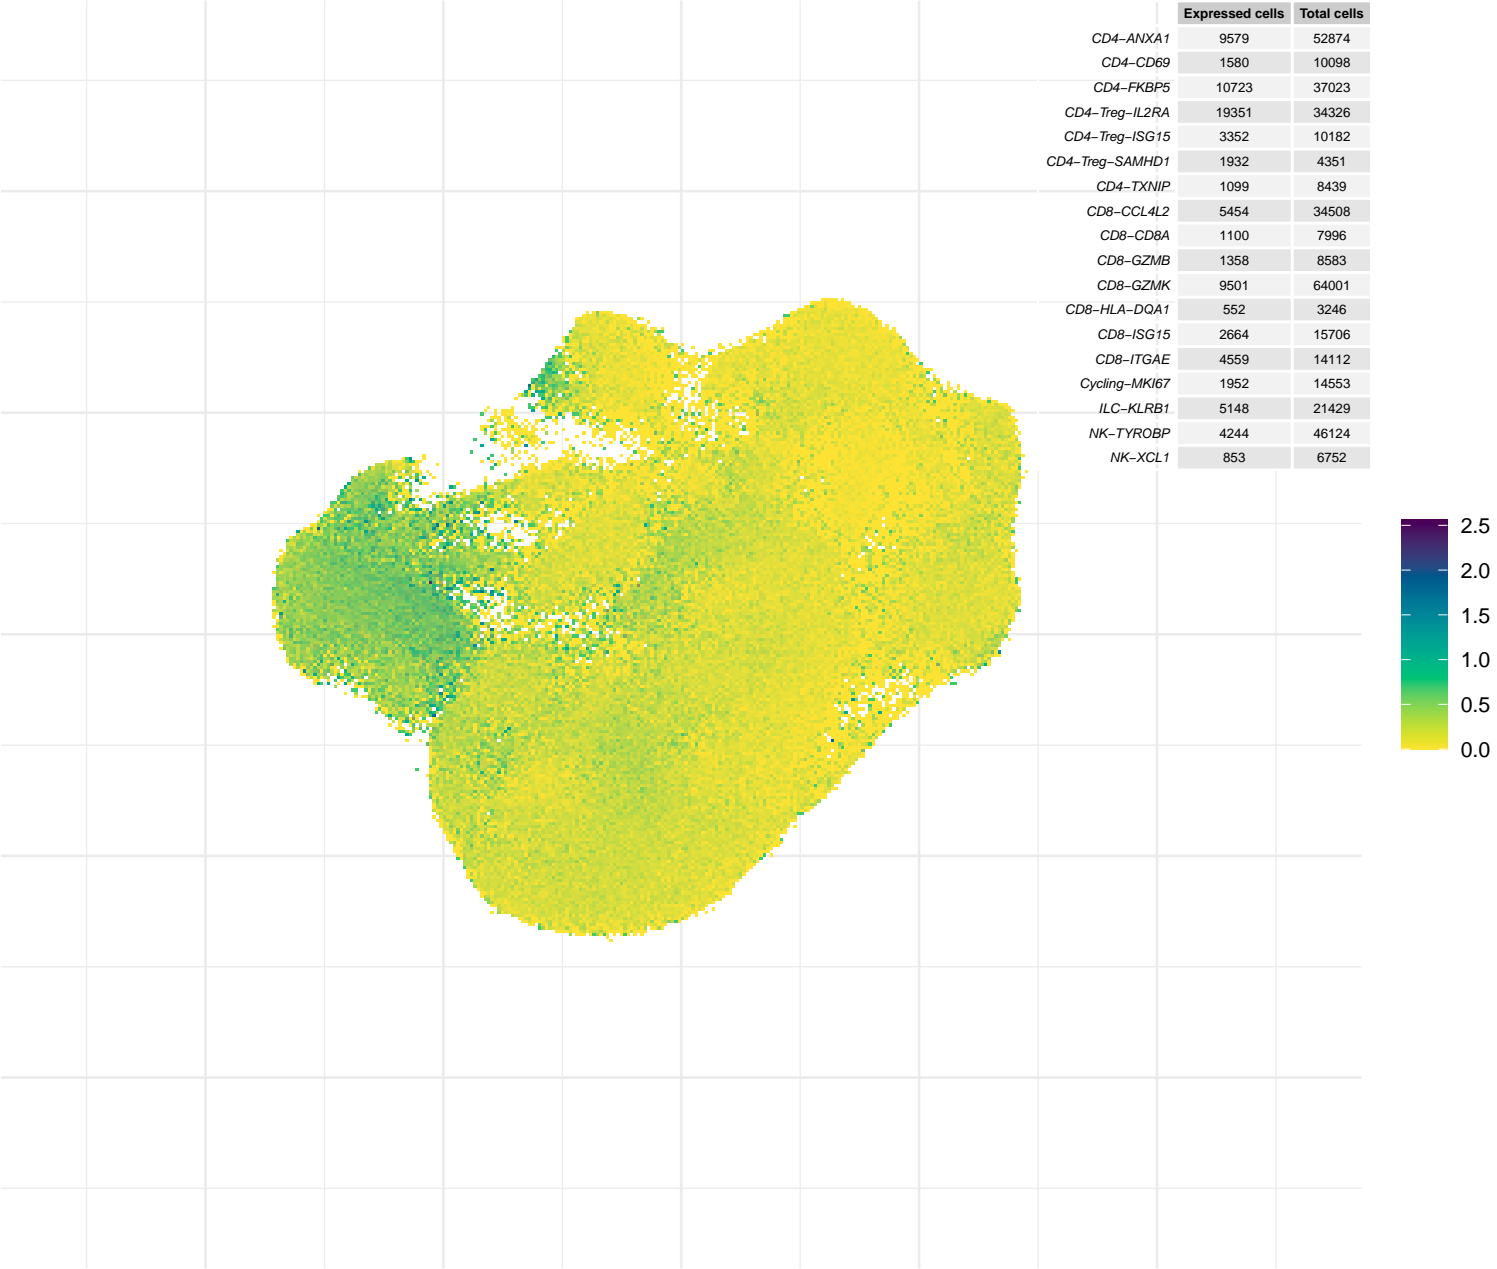 Expressed cells Total cells
CD4−ANXA1 9579 52874
CD4−CD69 1580 10098
CD4−FKBP5 10723 37023
CD4−Treg−IL2RA 19351 34326
CD4−Treg−ISG15 3352 10182
CD4−Treg−SAMHD1 1932 4351
CD4−TXNIP 1099 8439
CD8−CCL4L2 5454 34508
CD8−CD8A 1100 7996
CD8−GZMB 1358 8583
CD8−GZMK 9501 64001
CD8−HLA−DQA1 552 3246
CD8−ISG15 2664 15706
CD8−ITGAE 4559 14112
Cycling−MKI67 1952 14553
ILC−KLRB1 5148 21429
NK−TYROBP 4244 46124
NK−XCL1 853 6752
2.5
2.0
1.5
1.0
0.5
0.0